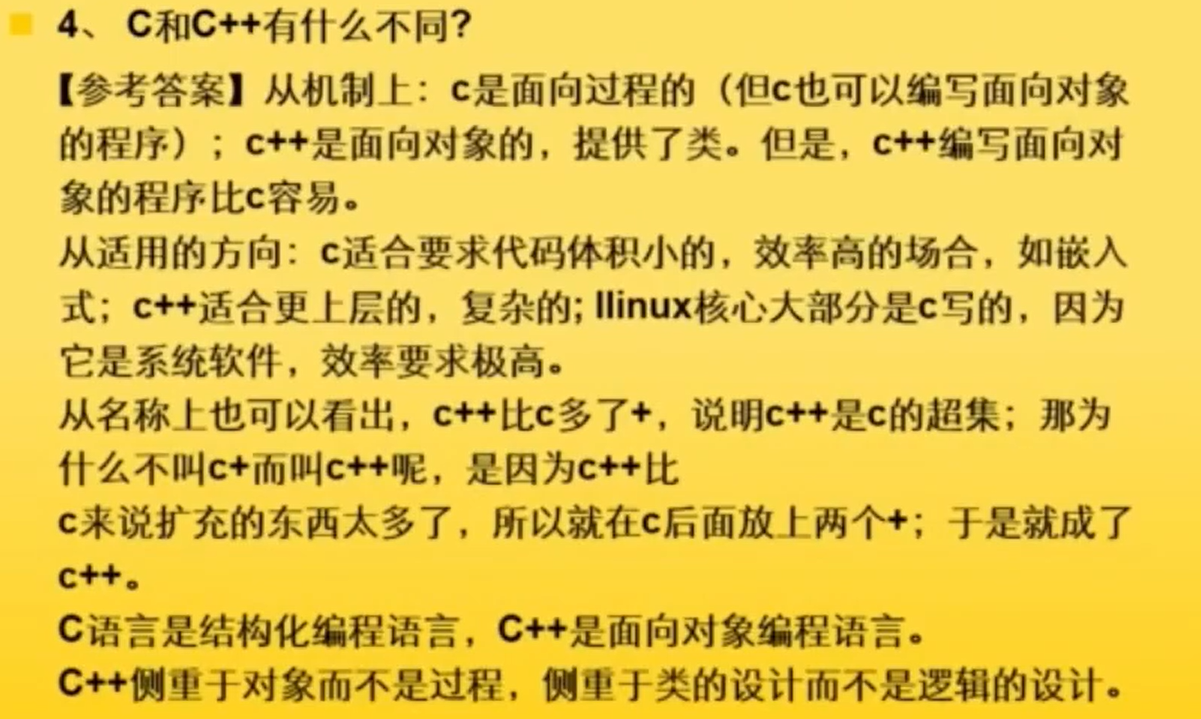 4、 C和C++有什么不同?
【参考答案】从机制上：c是面向过程的（但c也可以编写面向对象
的程序）；c++是面向对象的，提供了类。但是，c++编写面向对
象的程序比c容易。
从适用的方向：c适合要求代码体积小的，效率高的场合，如嵌入
式；c++适合更上层的，复杂的; llinux核心大部分是c写的，因为
它是系统软件，效率要求极高。
从名称上也可以看出，c++比c多了+，说明c++是c的超集；那为
什么不叫c+而叫c++呢，是因为c++比
c来说扩充的东西太多了，所以就在c后面放上两个+；于是就成了
c++。
C语言是结构化编程语言，C++是面向对象编程语言。
C++侧重于对象而不是过程，侧重于类的设计而不是逻辑的设计。